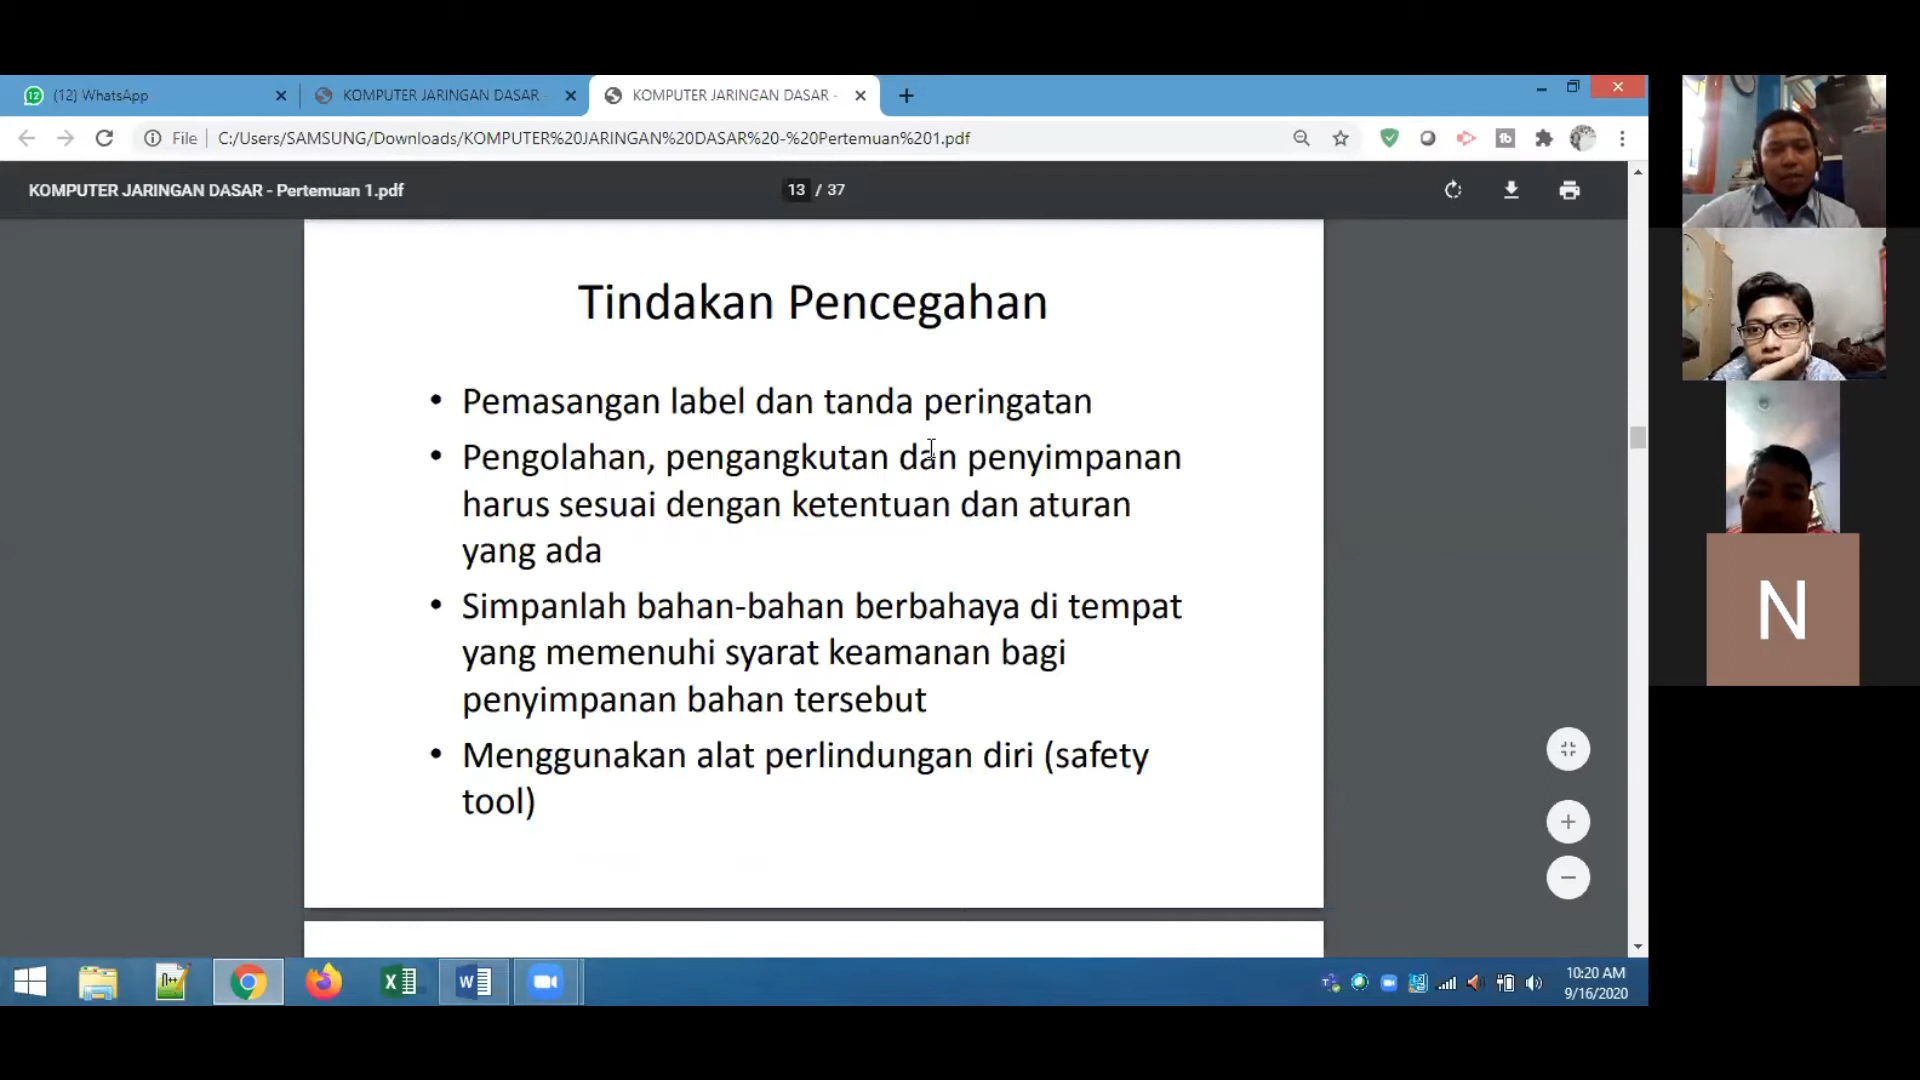 (12) WhatsApp
KOMPUTER JARINGAN DASAR -
KOMPUTER JARINGAN DASAR -
File
C:/Users/SAMSUNG/Downloads/KOMPUTER%20JARINGAN%20DASAR%20-%20Pertemuan%201.pdf
KOMPUTER JARINGAN DASAR - Pertemuan 1.pdf
13 / 37
Tindakan Pencegahan
• Pemasangan label dan tanda peringatan
• Pengolahan, pengangkutan dan penyimpanan
harus sesuai dengan ketentuan dan aturan
yang ada
• Simpanlah bahan-bahan berbahaya di tempat
yang memenuhi syarat keamanan bagi
penyimpanan bahan tersebut
• Menggunakan alat perlindungan diri (safety
tool)
N
10:20 AM
9/16/2020